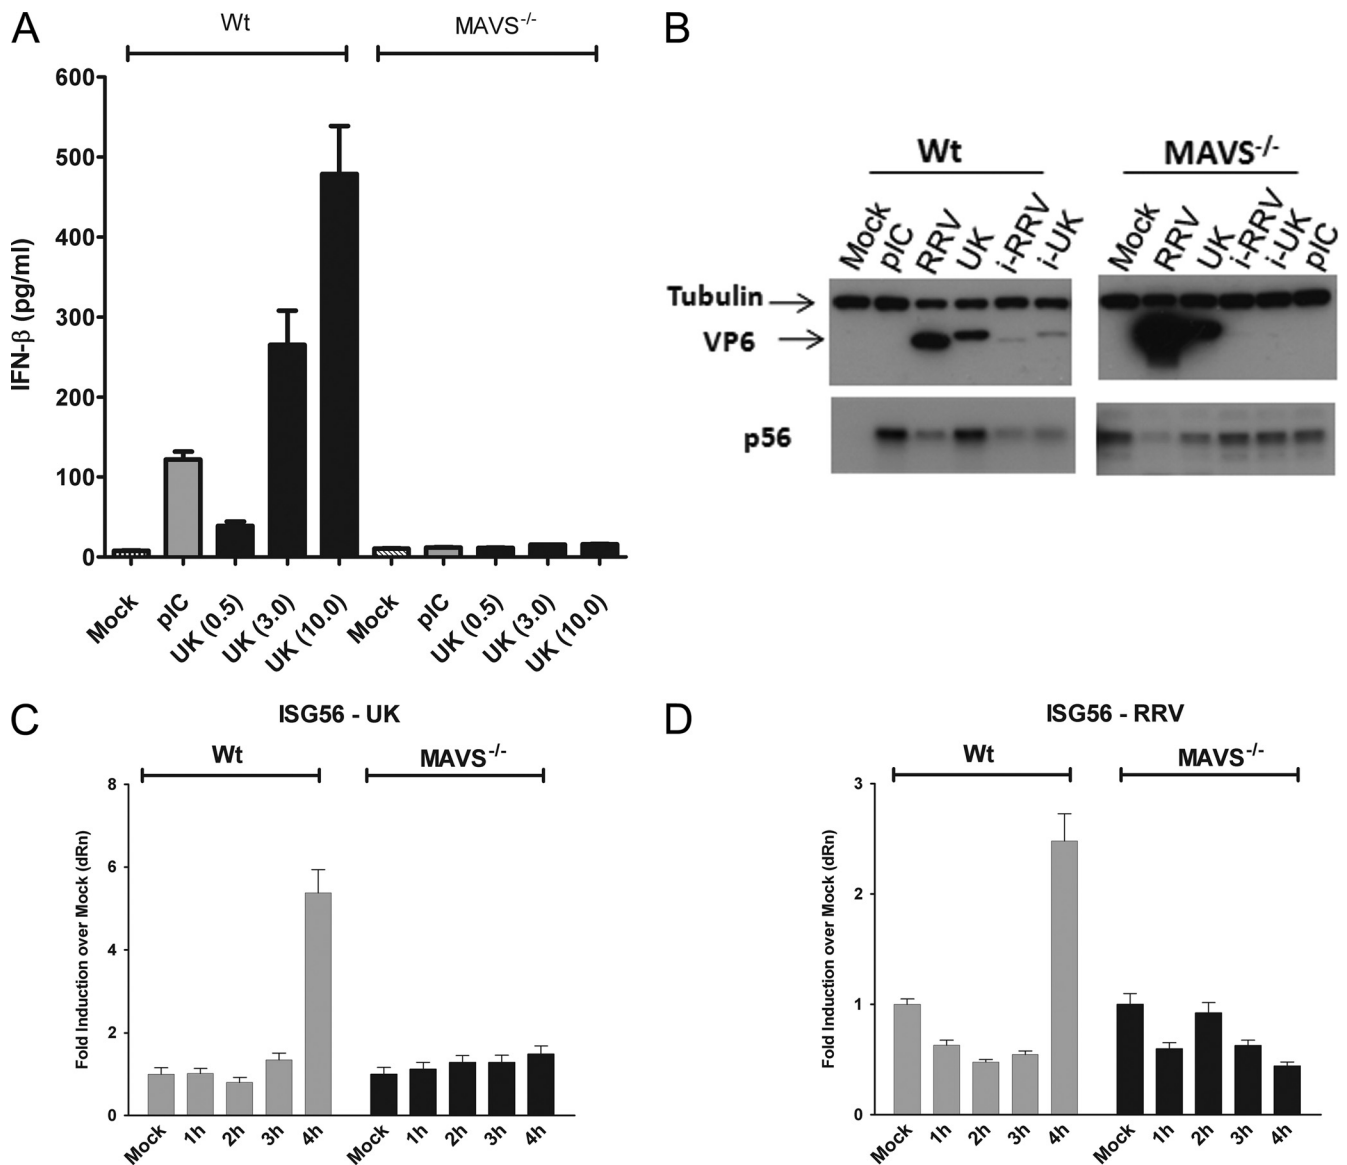 A
Wt
MAVS-/-
600
500
400
300
200
100
0
IFN-β (pg/ml)
Mock
pIC
UK (0.5)
UK (3.0)
UK (10.0)
Mock
pIC
UK (0.5)
UK (3.0)
UK (10.0)
B
Wt
MAVS-/-
Mock
pIC
RRV
UK
i-RRV
i-UK
Mock
RRV
UK
i-RRV
i-UK
pIC
Tubulin
VP6
p56
C
ISG56 - UK
Wt
MAVS-/-
8
6
4
2
0
Fold Induction over Mock (dRn)
Mock
1h
2h
3h
4h
Mock
1h
2h
3h
4h
D
ISG56 - RRV
Wt
MAVS-/-
3
2
1
0
Fold Induction over Mock (dRn)
Mock
1h
2h
3h
4h
Mock
1h
2h
3h
4h